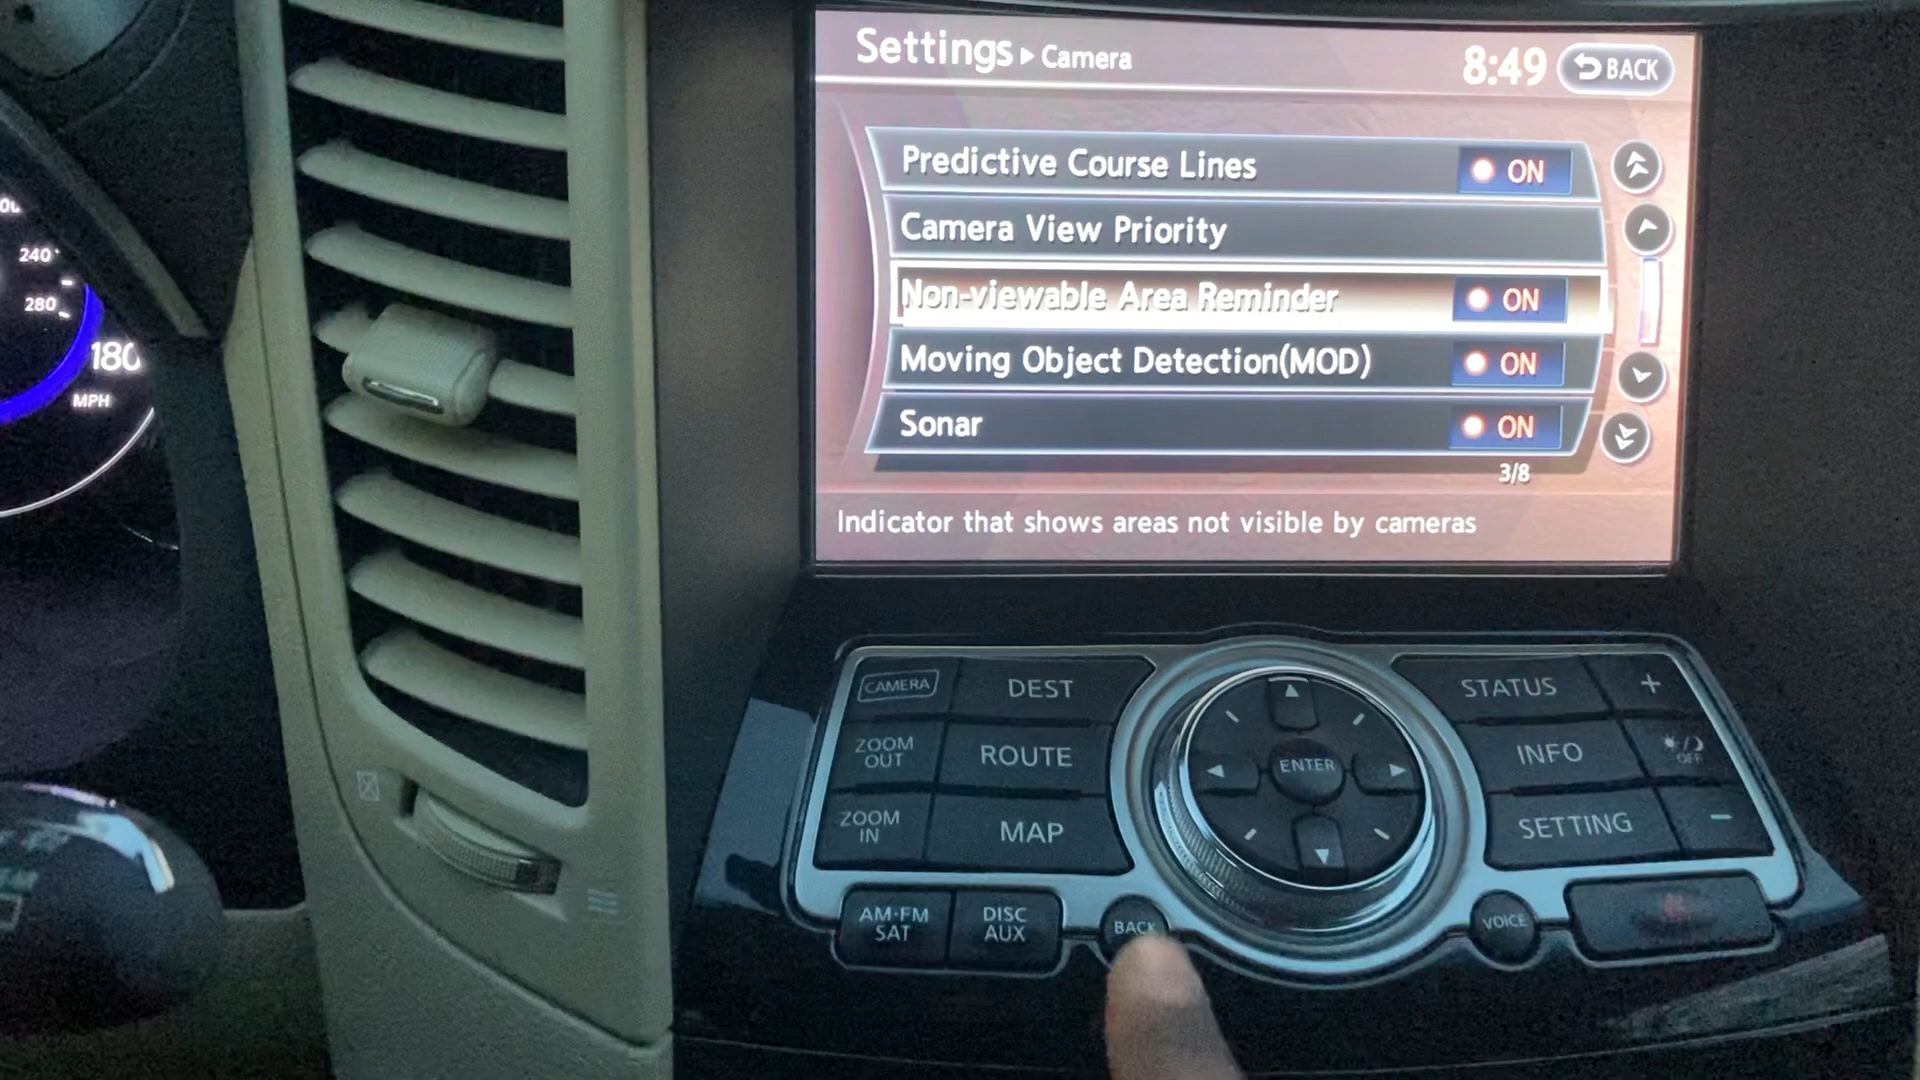 Settings ▸ Camera
8:49
BACK
Predictive Course Lines ON
Camera View Priority
Non-viewable Area Reminder ON
Moving Object Detection(MOD) ON
Sonar ON
3/8
Indicator that shows areas not visible by cameras
240
280
180
MPH
CAMERA
DEST
ZOOM
OUT
ROUTE
ZOOM
IN
MAP
ENTER
STATUS
+
INFO
OFF
SETTING
-
AM·FM
SAT
DISC
AUX
BACK
VOICE